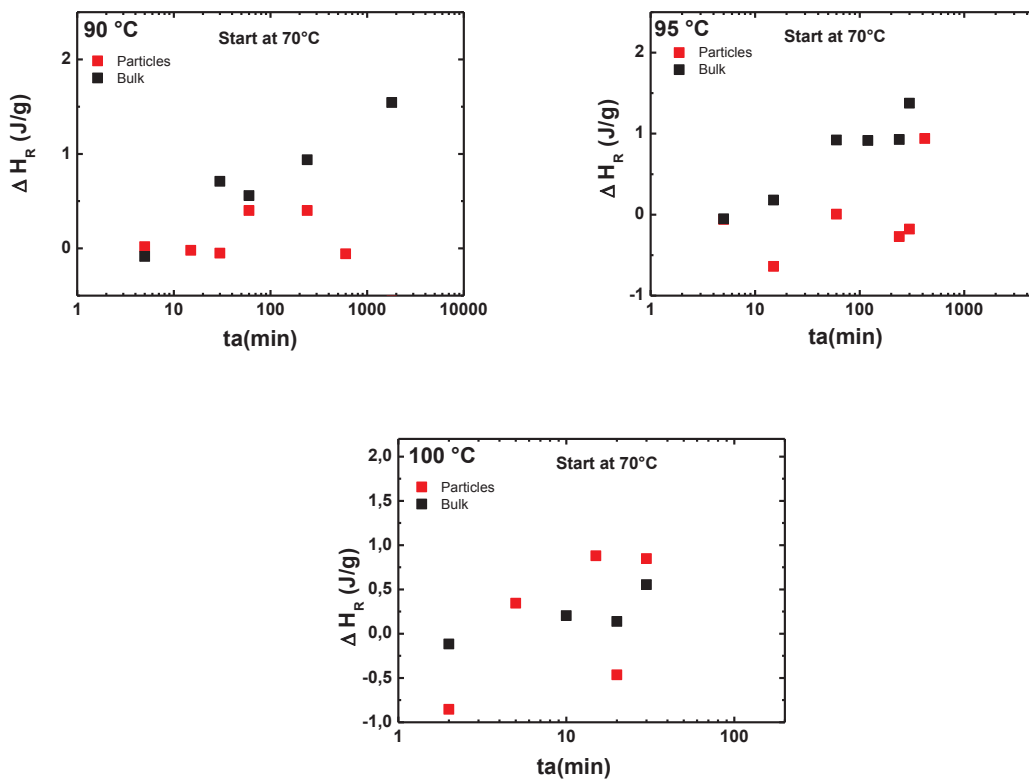 90 °C
Start at 70°C
Particles
Bulk
2
1
0
Δ H_R (J/g)
1 10 100 1000 10000
ta(min)
95 °C
Start at 70°C
Particles
Bulk
2
1
0
-1
Δ H_R (J/g)
1 10 100 1000
ta(min)
100 °C
Start at 70°C
Particles
Bulk
2,0
1,5
1,0
0,5
0,0
-0,5
-1,0
Δ H_R (J/g)
1 10 100
ta(min)